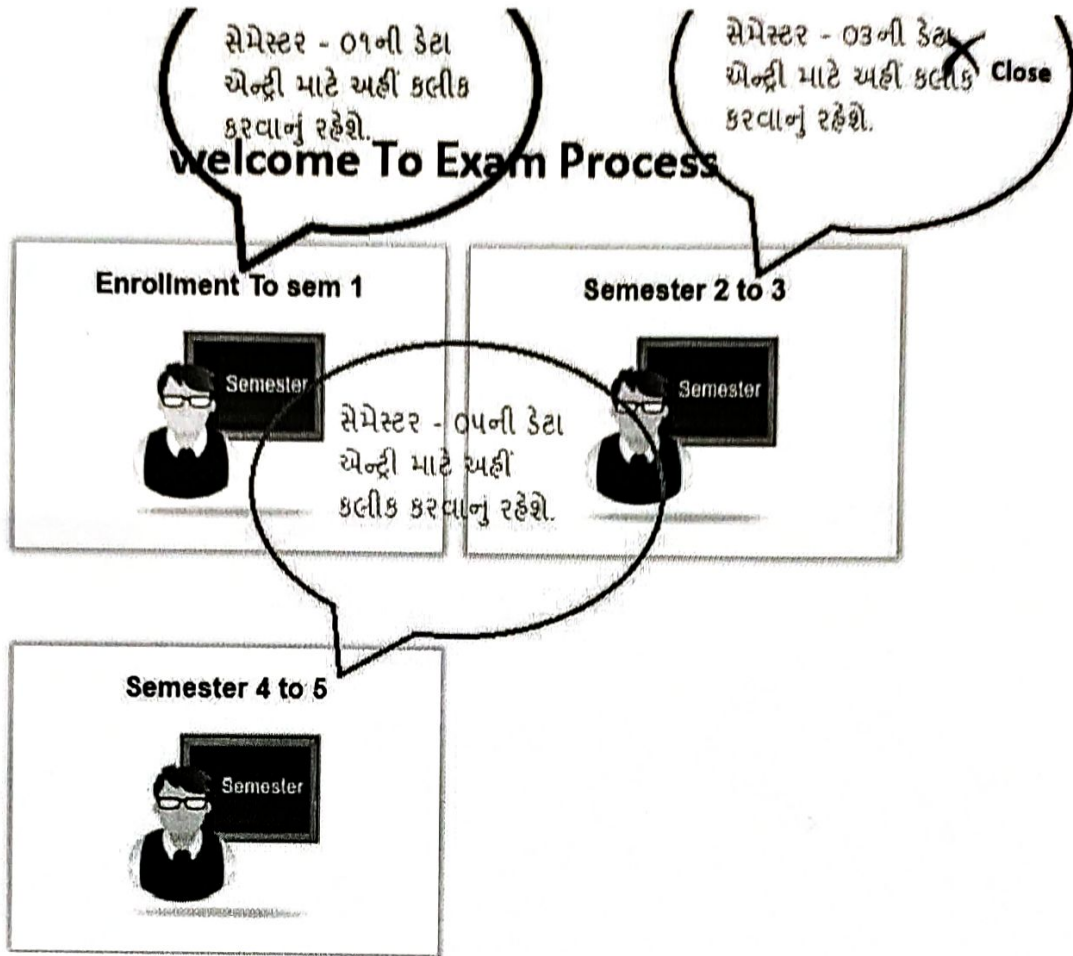 સેમેસ્ટર - ૦૧ની ડેટા
એન્ટ્રી માટે અહીં કલીક
કરવાનું રહેશે.
સેમેસ્ટર - ૦૩ની ડેટા
એન્ટ્રી માટે અહીં કલીક
કરવાનું રહેશે.
Close
welcome To Exam Process
Enrollment To sem 1
Semester
Semester 2 to 3
Semester
સેમેસ્ટર - ૦૫ની ડેટા
એન્ટ્રી માટે અહીં
કલીક કરવાનું રહેશે.
Semester 4 to 5
Semester